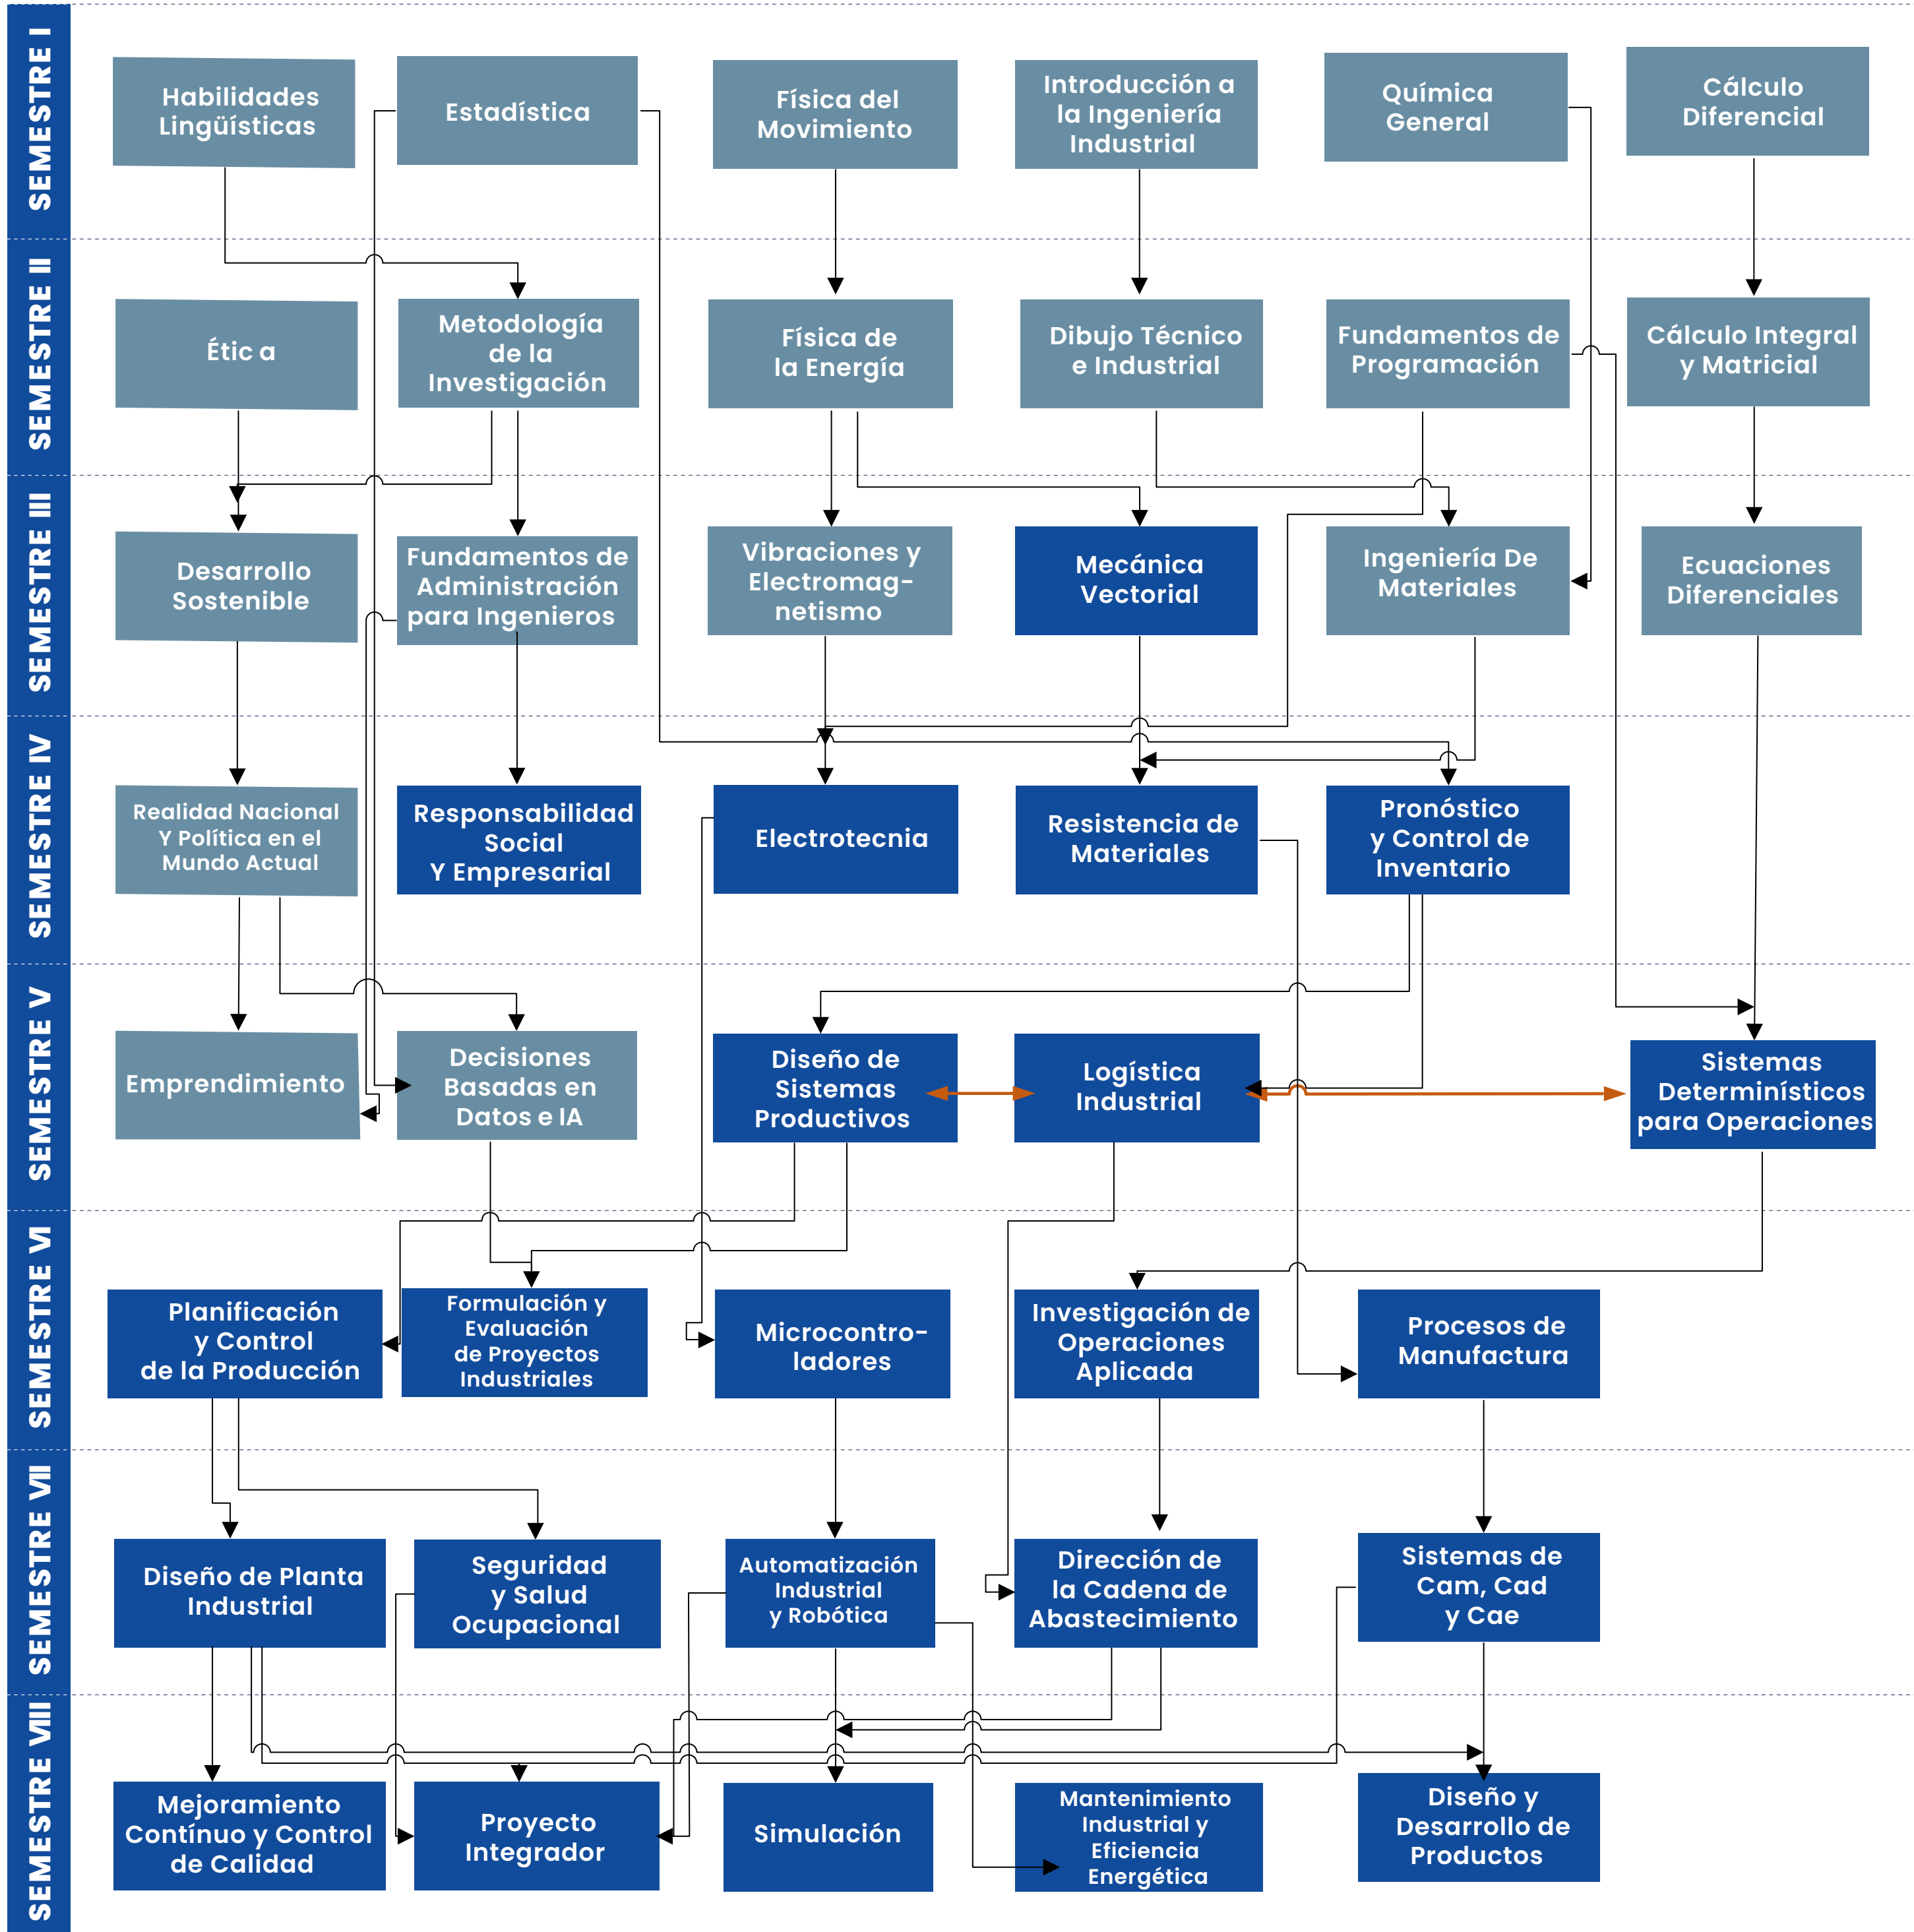 SEMESTRE I
Habilidades
Lingüísticas
Estadística
Física del
Movimiento
Introducción a
la Ingeniería
Industrial
Química
General
Cálculo
Diferencial
SEMESTRE II
Étic a
Metodología
de la
Investigación
Física de
la Energía
Dibujo Técnico
e Industrial
Fundamentos de
Programación
Cálculo Integral
y Matricial
SEMESTRE III
Desarrollo
Sostenible
Fundamentos de
Administración
para Ingenieros
Vibraciones y
Electromag-
netismo
Mecánica
Vectorial
Ingeniería De
Materiales
Ecuaciones
Diferenciales
SEMESTRE IV
Realidad Nacional
Y Política en el
Mundo Actual
Responsabilidad
Social
Y Empresarial
Electrotecnia
Resistencia de
Materiales
Pronóstico
y Control de
Inventario
SEMESTRE V
Emprendimiento
Decisiones
Basadas en
Datos e IA
Diseño de
Sistemas
Productivos
Logística
Industrial
Sistemas
Determinísticos
para Operaciones
SEMESTRE VI
Planificación
y Control
de la Producción
Formulación y
Evaluación
de Proyectos
Industriales
Microcontro-
ladores
Investigación de
Operaciones
Aplicada
Procesos de
Manufactura
SEMESTRE VII
Diseño de Planta
Industrial
Seguridad
y Salud
Ocupacional
Automatización
Industrial
y Robótica
Dirección de
la Cadena de
Abastecimiento
Sistemas de
Cam, Cad
y Cae
SEMESTRE VIII
Mejoramiento
Contínuo y Control
de Calidad
Proyecto
Integrador
Simulación
Mantenimiento
Industrial y
Eficiencia
Energética
Diseño y
Desarrollo de
Productos